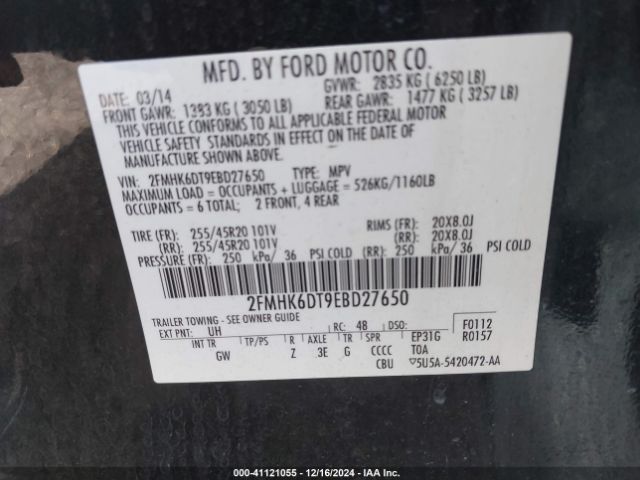 MFD. BY FORD MOTOR CO.
DATE: 03/14 GVWR: 2835 KG ( 6250 LB)
FRONT GAWR: 1383 KG ( 3050 LB) REAR GAWR: 1477 KG ( 3257 LB)
THIS VEHICLE CONFORMS TO ALL APPLICABLE FEDERAL MOTOR
VEHICLE SAFETY STANDARDS IN EFFECT ON THE DATE OF
MANUFACTURE SHOWN ABOVE.
VIN: 2FMHK6DT9EBD27650 TYPE: MPV
MAXIMUM LOAD = OCCUPANTS + LUGGAGE = 526KG/1160LB
OCCUPANTS = 6 TOTAL; 2 FRONT, 4 REAR
TIRE (FR): 255/45R20 101V RIMS (FR): 20X8.0J
(RR): 255/45R20 101V (RR): 20X8.0J
PRESSURE (FR): 250 kPa/ 36 PSI COLD (RR): 250 kPa/ 36 PSI COLD
2FMHK6DT9EBD27650
TRAILER TOWING - SEE OWNER GUIDE F0112
EXT PNT: UH RC: 48 DSO: R0157
INT TR TP/PS R AXLE TR SPR EP31G
GW Z 3E G CCCC TOA
CBU ▽5U5A-5420472-AA
000-41121055 - 12/16/2024 - IAA Inc.